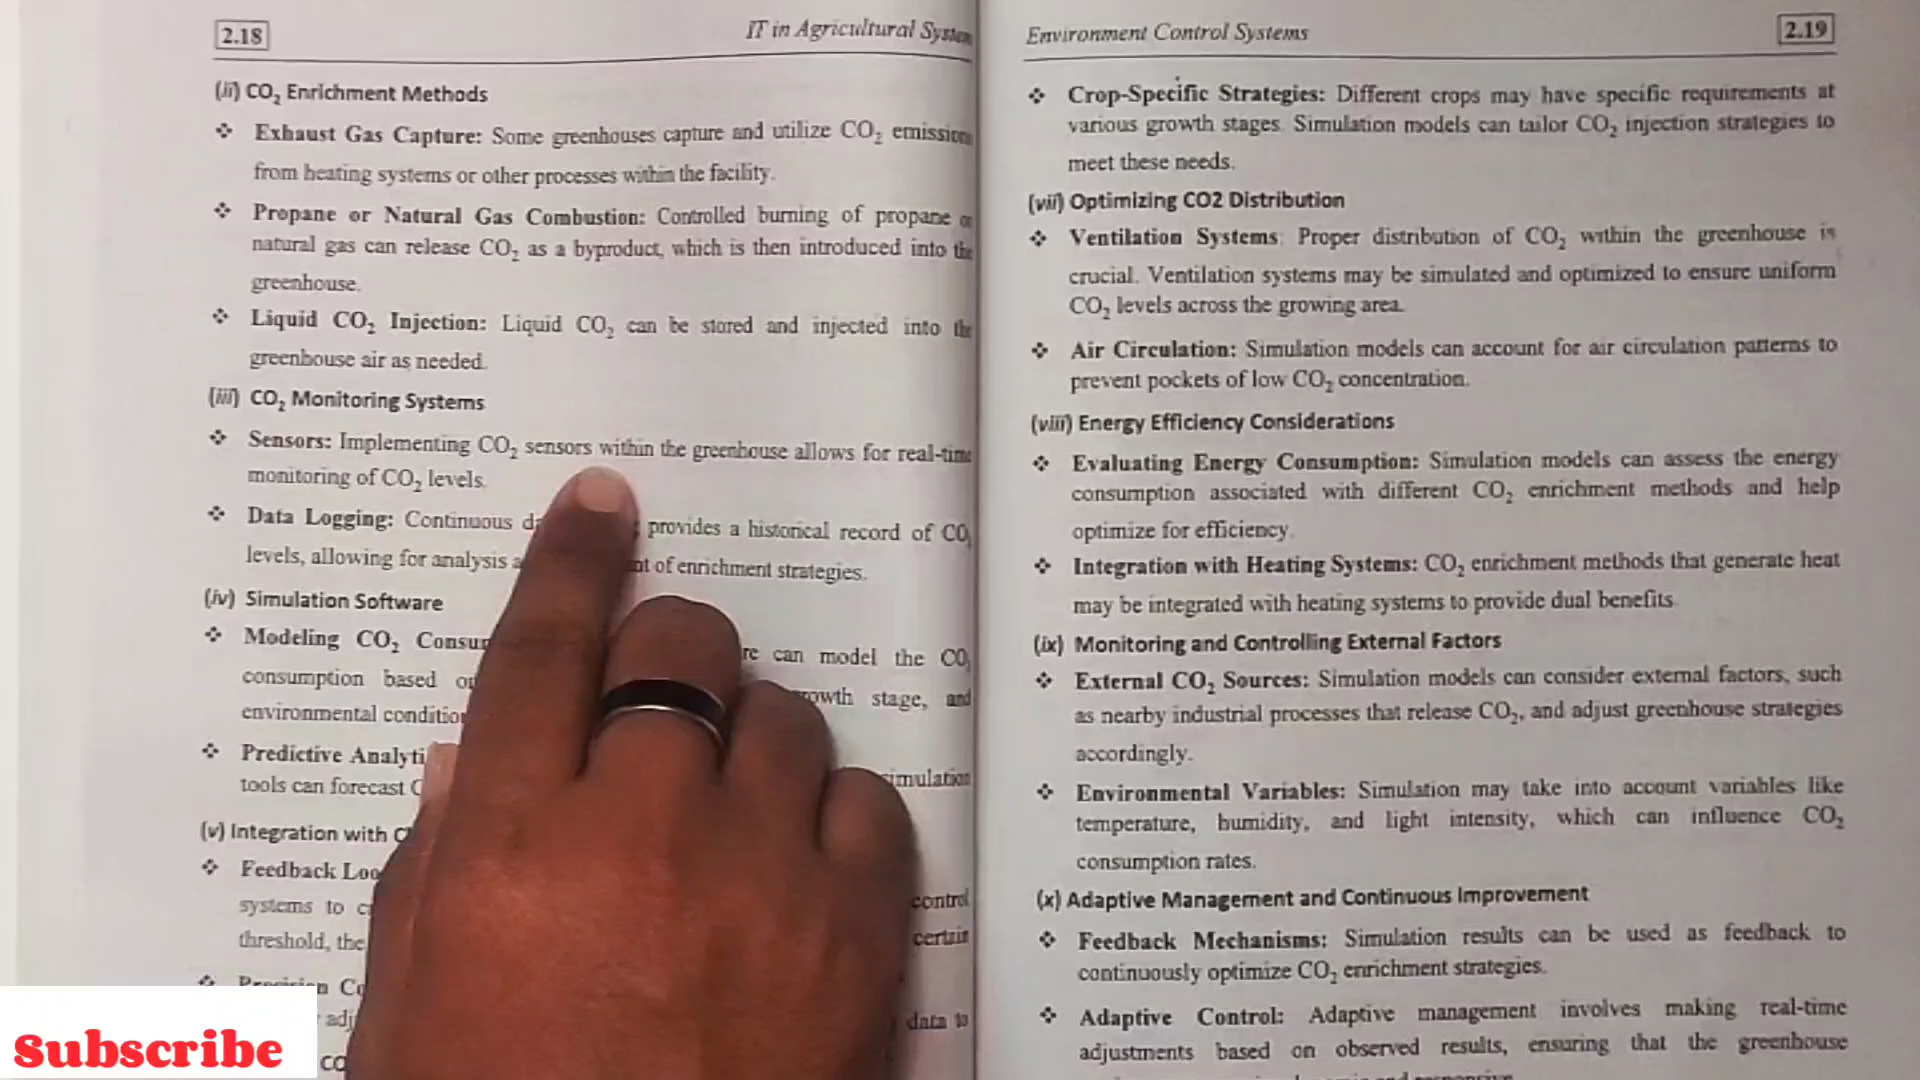 2.18
IT in Agricultural System
(ii) CO2 Enrichment Methods
❖ Exhaust Gas Capture: Some greenhouses capture and utilize CO2 emissions
from heating systems or other processes within the facility.
❖ Propane or Natural Gas Combustion: Controlled burning of propane or
natural gas can release CO2 as a byproduct, which is then introduced into the
greenhouse.
❖ Liquid CO2 Injection: Liquid CO2 can be stored and injected into the
greenhouse air as needed.
(iii) CO2 Monitoring Systems
❖ Sensors: Implementing CO2 sensors within the greenhouse allows for real-time
monitoring of CO2 levels.
❖ Data Logging: Continuous provides a historical record of CO2
levels, allowing for analysis of enrichment strategies.
(iv) Simulation Software
❖ Modeling CO2 can model the CO2
consumption based growth stage, and
environmental
❖ Predictive simulation
tools can forecast
(v) Integration with
❖ Feedback control
systems to certain
threshold, the
❖ Precision
data to
Subscribe
Environment Control Systems
2.19
❖ Crop-Specific Strategies: Different crops may have specific requirements at
various growth stages. Simulation models can tailor CO2 injection strategies to
meet these needs.
(vii) Optimizing CO2 Distribution
❖ Ventilation Systems: Proper distribution of CO2 within the greenhouse is
crucial. Ventilation systems may be simulated and optimized to ensure uniform
CO2 levels across the growing area.
❖ Air Circulation: Simulation models can account for air circulation patterns to
prevent pockets of low CO2 concentration.
(viii) Energy Efficiency Considerations
❖ Evaluating Energy Consumption: Simulation models can assess the energy
consumption associated with different CO2 enrichment methods and help
optimize for efficiency.
❖ Integration with Heating Systems: CO2 enrichment methods that generate heat
may be integrated with heating systems to provide dual benefits.
(ix) Monitoring and Controlling External Factors
❖ External CO2 Sources: Simulation models can consider external factors, such
as nearby industrial processes that release CO2, and adjust greenhouse strategies
accordingly.
❖ Environmental Variables: Simulation may take into account variables like
temperature, humidity, and light intensity, which can influence CO2
consumption rates.
(x) Adaptive Management and Continuous Improvement
❖ Feedback Mechanisms: Simulation results can be used as feedback to
continuously optimize CO2 enrichment strategies.
❖ Adaptive Control: Adaptive management involves making real-time
adjustments based on observed results, ensuring that the greenhouse